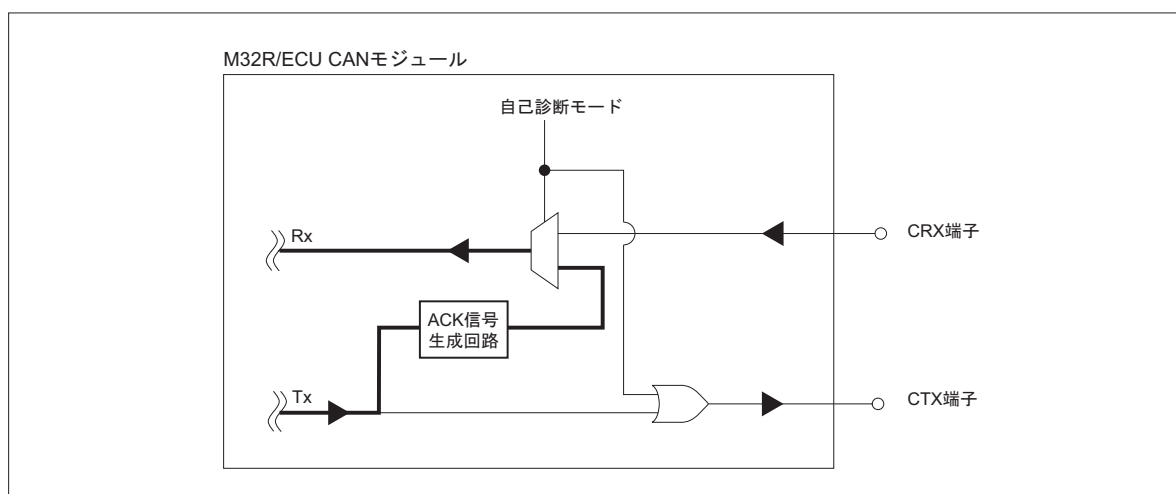 M32R/ECU CANモジュール
自己診断モード
Rx
CRX端子
ACK信号
生成回路
Tx
CTX端子